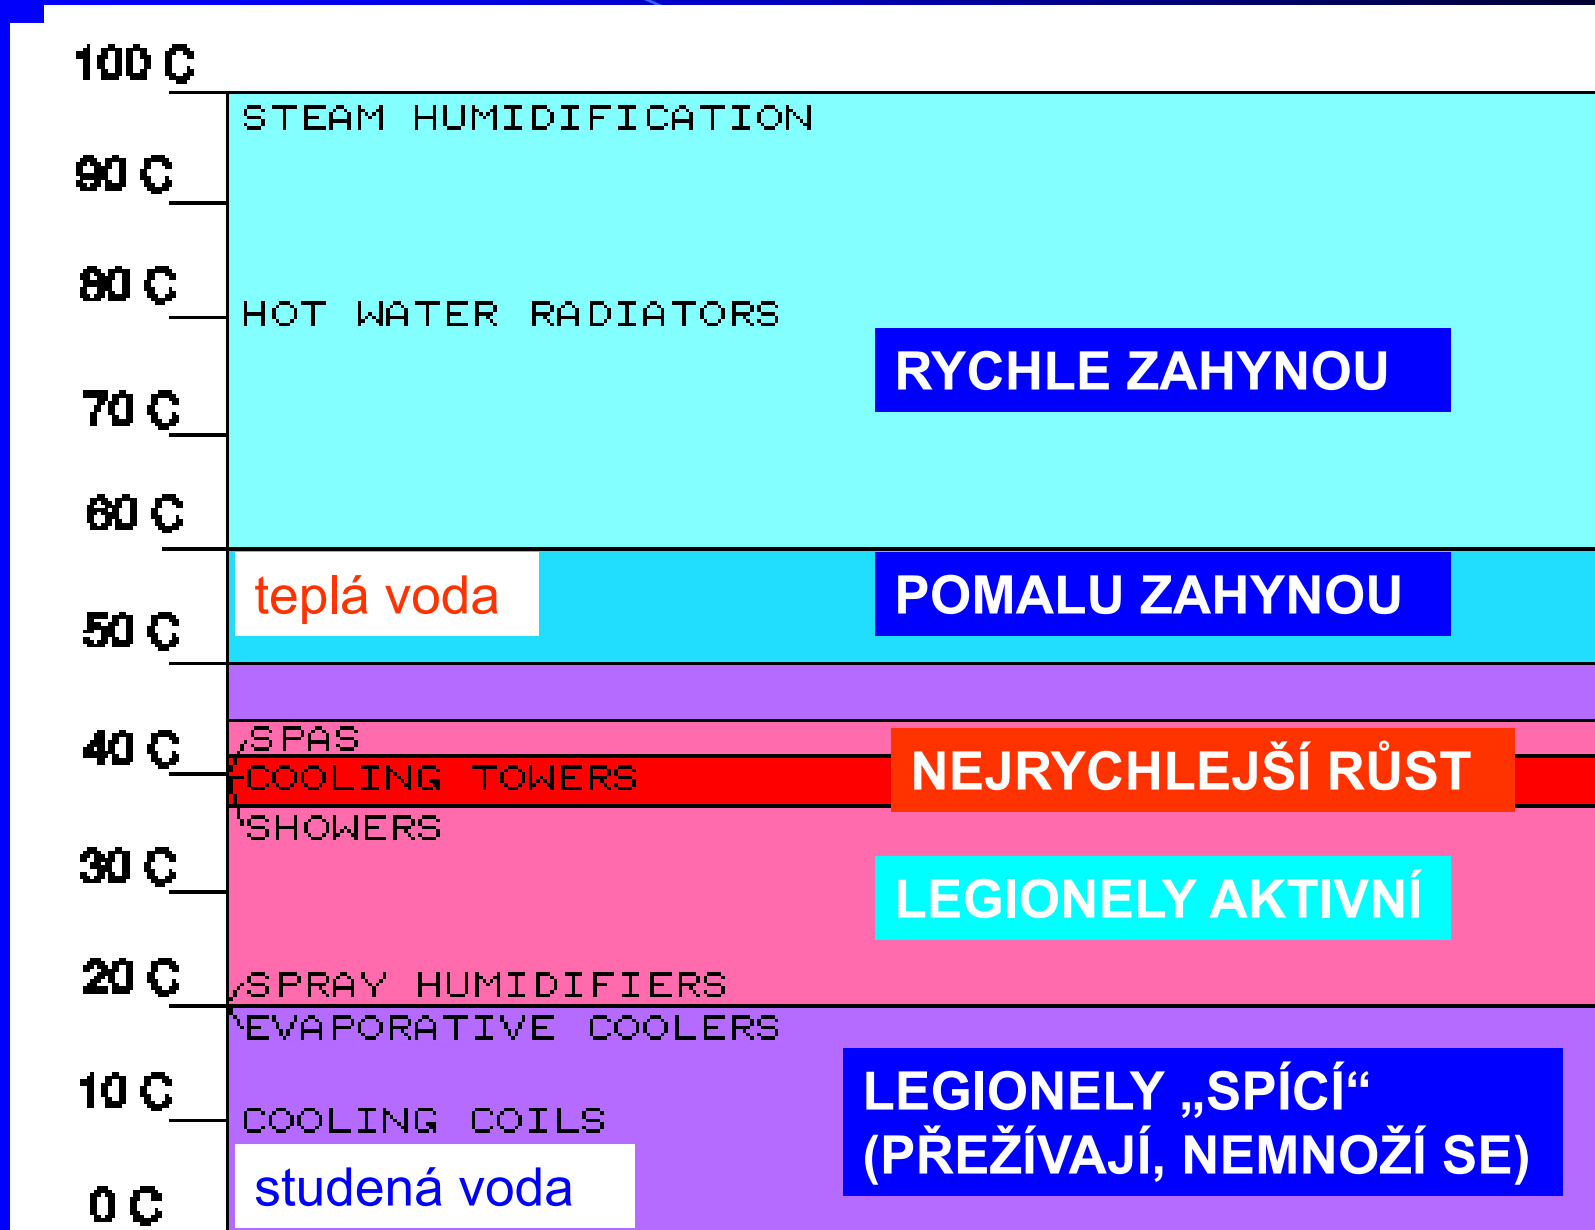 100 C
STEAM HUMIDIFICATION
90 C
80 C
HOT WATER RADIATORS
RYCHLE ZAHYNOU
70 C
60 C
teplá voda
POMALU ZAHYNOU
50 C
SPAS
40 C
NEJRYCHLEJŠÍ RŮST
COOLING TOWERS
SHOWERS
30 C
LEGIONELY AKTIVNÍ
20 C
SPRAY HUMIDIFIERS
EVAPORATIVE COOLERS
10 C
COOLING COILS
LEGIONELY „SPÍCÍ“
(PŘEŽÍVAJÍ, NEMNOŽÍ SE)
studená voda
0 C